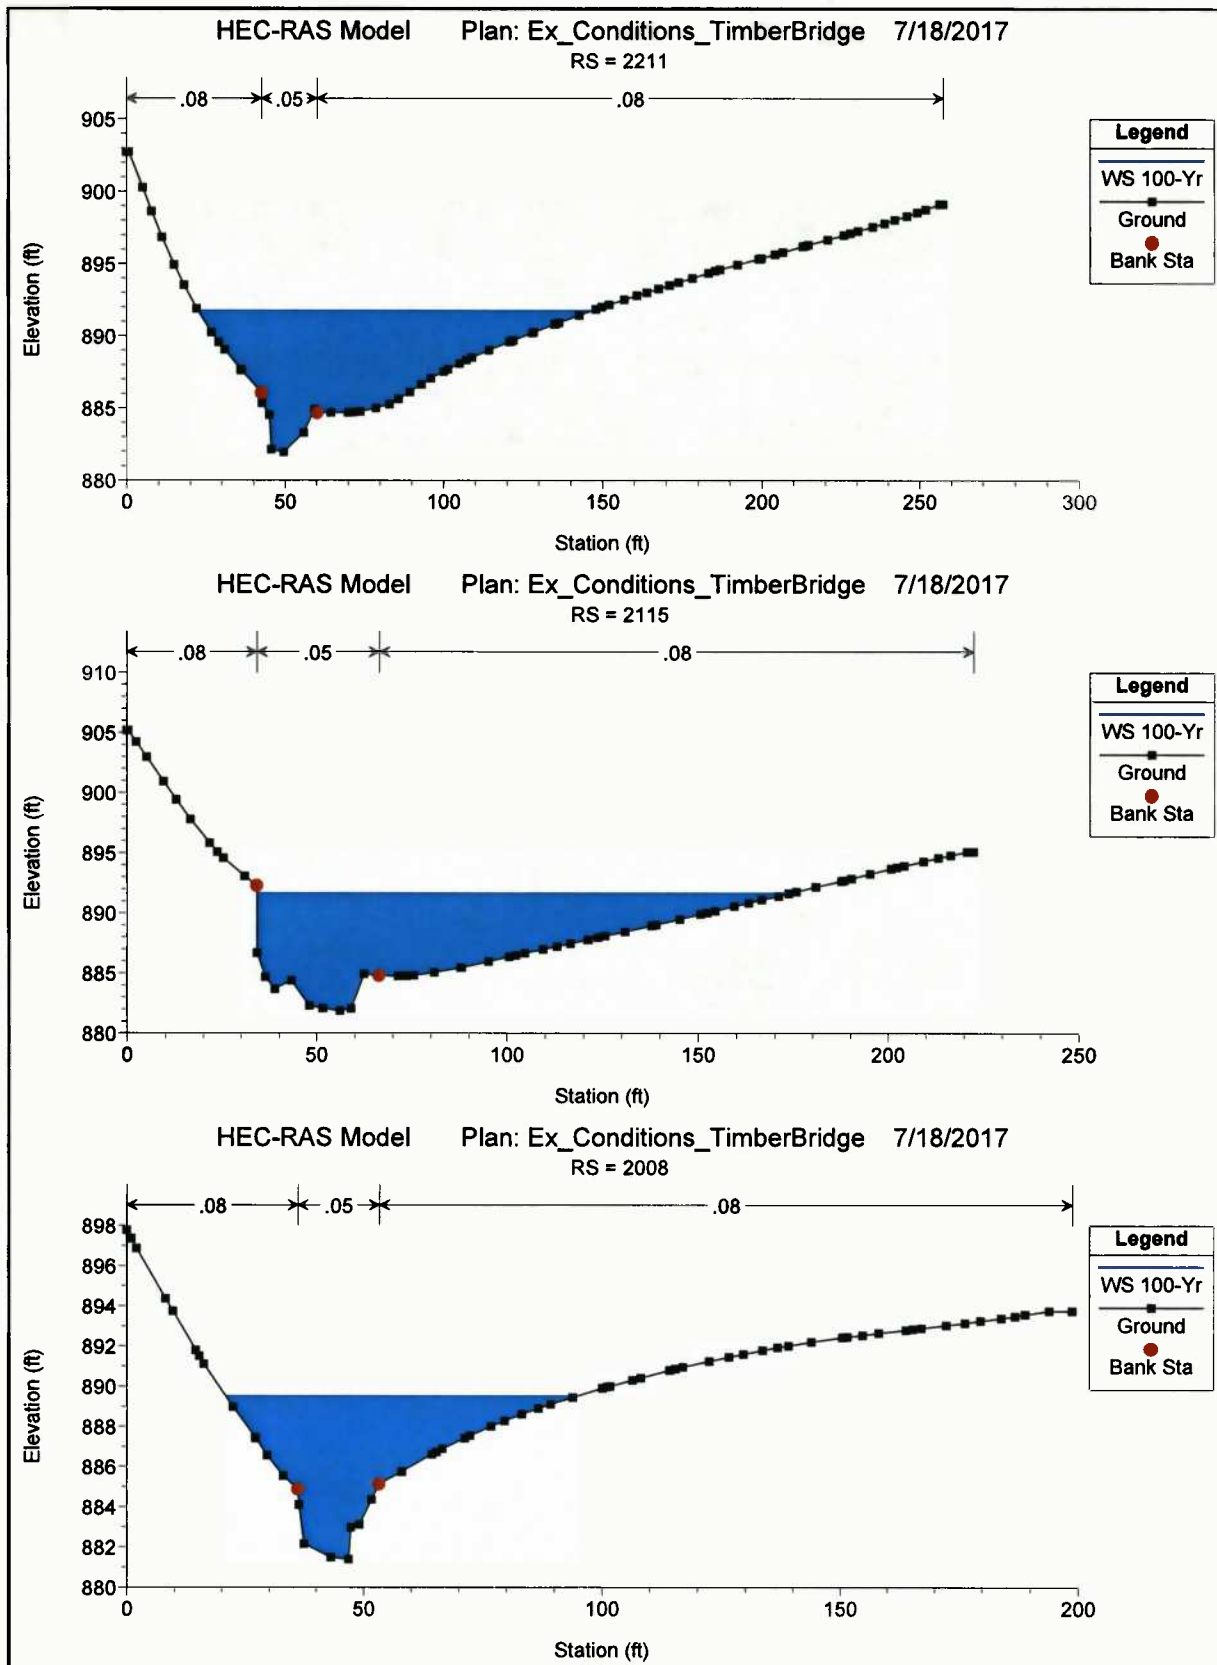 HEC-RAS Model Plan: Ex_Conditions_TimberBridge 7/18/2017
RS = 2211
.08 .05 .08
905
900
895
890
885
880
Elevation (ft)
0 50 100 150 200 250 300
Station (ft)
Legend
WS 100-Yr
Ground
Bank Sta
HEC-RAS Model Plan: Ex_Conditions_TimberBridge 7/18/2017
RS = 2115
.08 .05 .08
910
905
900
895
890
885
880
Elevation (ft)
0 50 100 150 200 250
Station (ft)
Legend
WS 100-Yr
Ground
Bank Sta
HEC-RAS Model Plan: Ex_Conditions_TimberBridge 7/18/2017
RS = 2008
.08 .05 .08
898
896
894
892
890
888
886
884
882
880
Elevation (ft)
0 50 100 150 200
Station (ft)
Legend
WS 100-Yr
Ground
Bank Sta